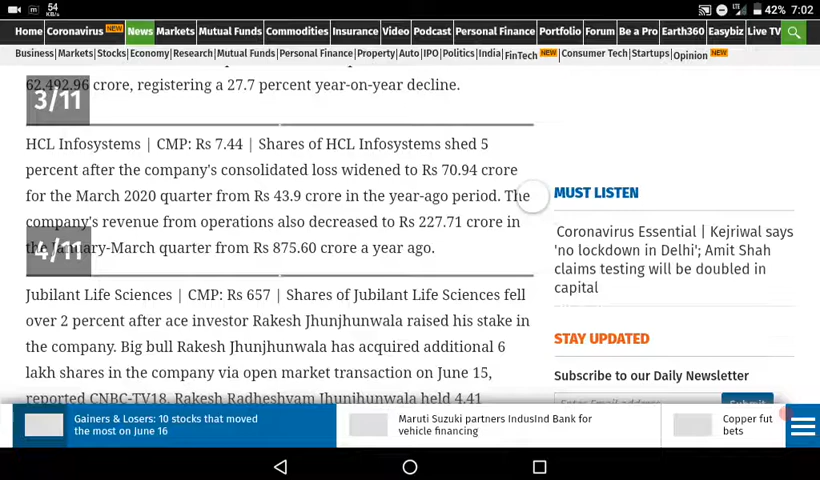 54
KB/s
42% 7:02
Home Coronavirus NEW News Markets Mutual Funds Commodities Insurance Video Podcast Personal Finance Portfolio Forum Be a Pro Earth360 Easybiz Live TV
Business| Markets| Stocks| Economy| Research| Mutual Funds| Personal Finance| Property| Auto| IPO| Politics| India| FinTech NEW| Consumer Tech| Startups| Opinion NEW
62,492.96 crore, registering a 27.7 percent year-on-year decline.
3/11
HCL Infosystems | CMP: Rs 7.44 | Shares of HCL Infosystems shed 5
percent after the company's consolidated loss widened to Rs 70.94 crore
for the March 2020 quarter from Rs 43.9 crore in the year-ago period. The
company's revenue from operations also decreased to Rs 227.71 crore in
the January-March quarter from Rs 875.60 crore a year ago.
4/11
Jubilant Life Sciences | CMP: Rs 657 | Shares of Jubilant Life Sciences fell
over 2 percent after ace investor Rakesh Jhunjhunwala raised his stake in
the company. Big bull Rakesh Jhunjhunwala has acquired additional 6
lakh shares in the company via open market transaction on June 15,
reported CNBC-TV18. Rakesh Radheshyam Jhunjhunwala held 4.41
MUST LISTEN
Coronavirus Essential | Kejriwal says
'no lockdown in Delhi'; Amit Shah
claims testing will be doubled in
capital
STAY UPDATED
Subscribe to our Daily Newsletter
Enter Email address
Submit
Gainers & Losers: 10 stocks that moved
the most on June 16
Maruti Suzuki partners IndusInd Bank for
vehicle financing
Copper fut
bets